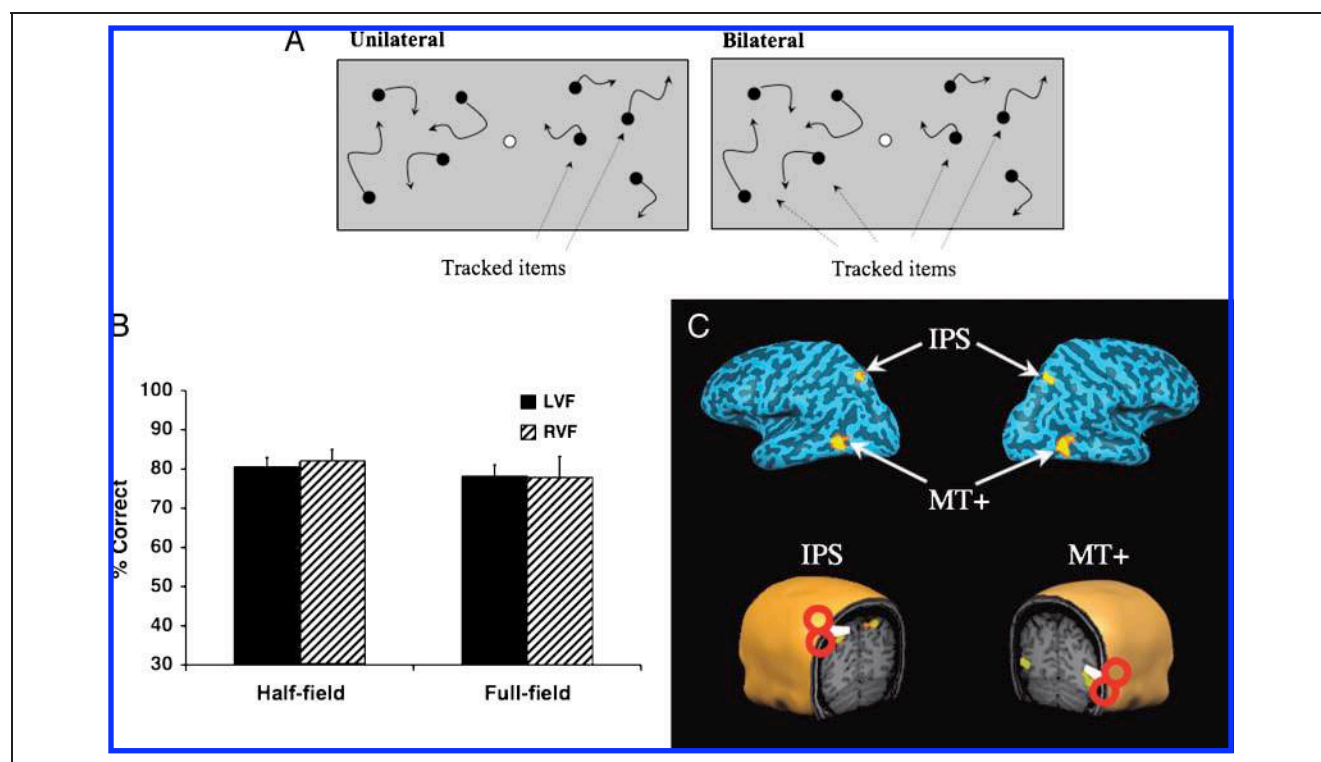 A
Unilateral
Bilateral
Tracked items
Tracked items
B
% Correct
100
90
80
70
60
50
40
30
LVF
RVF
Half-field
Full-field
C
IPS
MT+
IPS
MT+